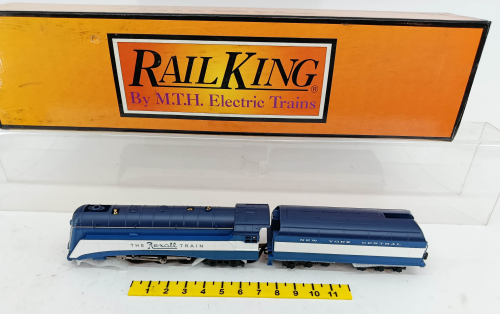 RAILKING®
By M.T.H. Electric Trains
THE Rexall TRAIN
NEW YORK CENTRAL
1 2 3 4 5 6 7 8 9 10 11